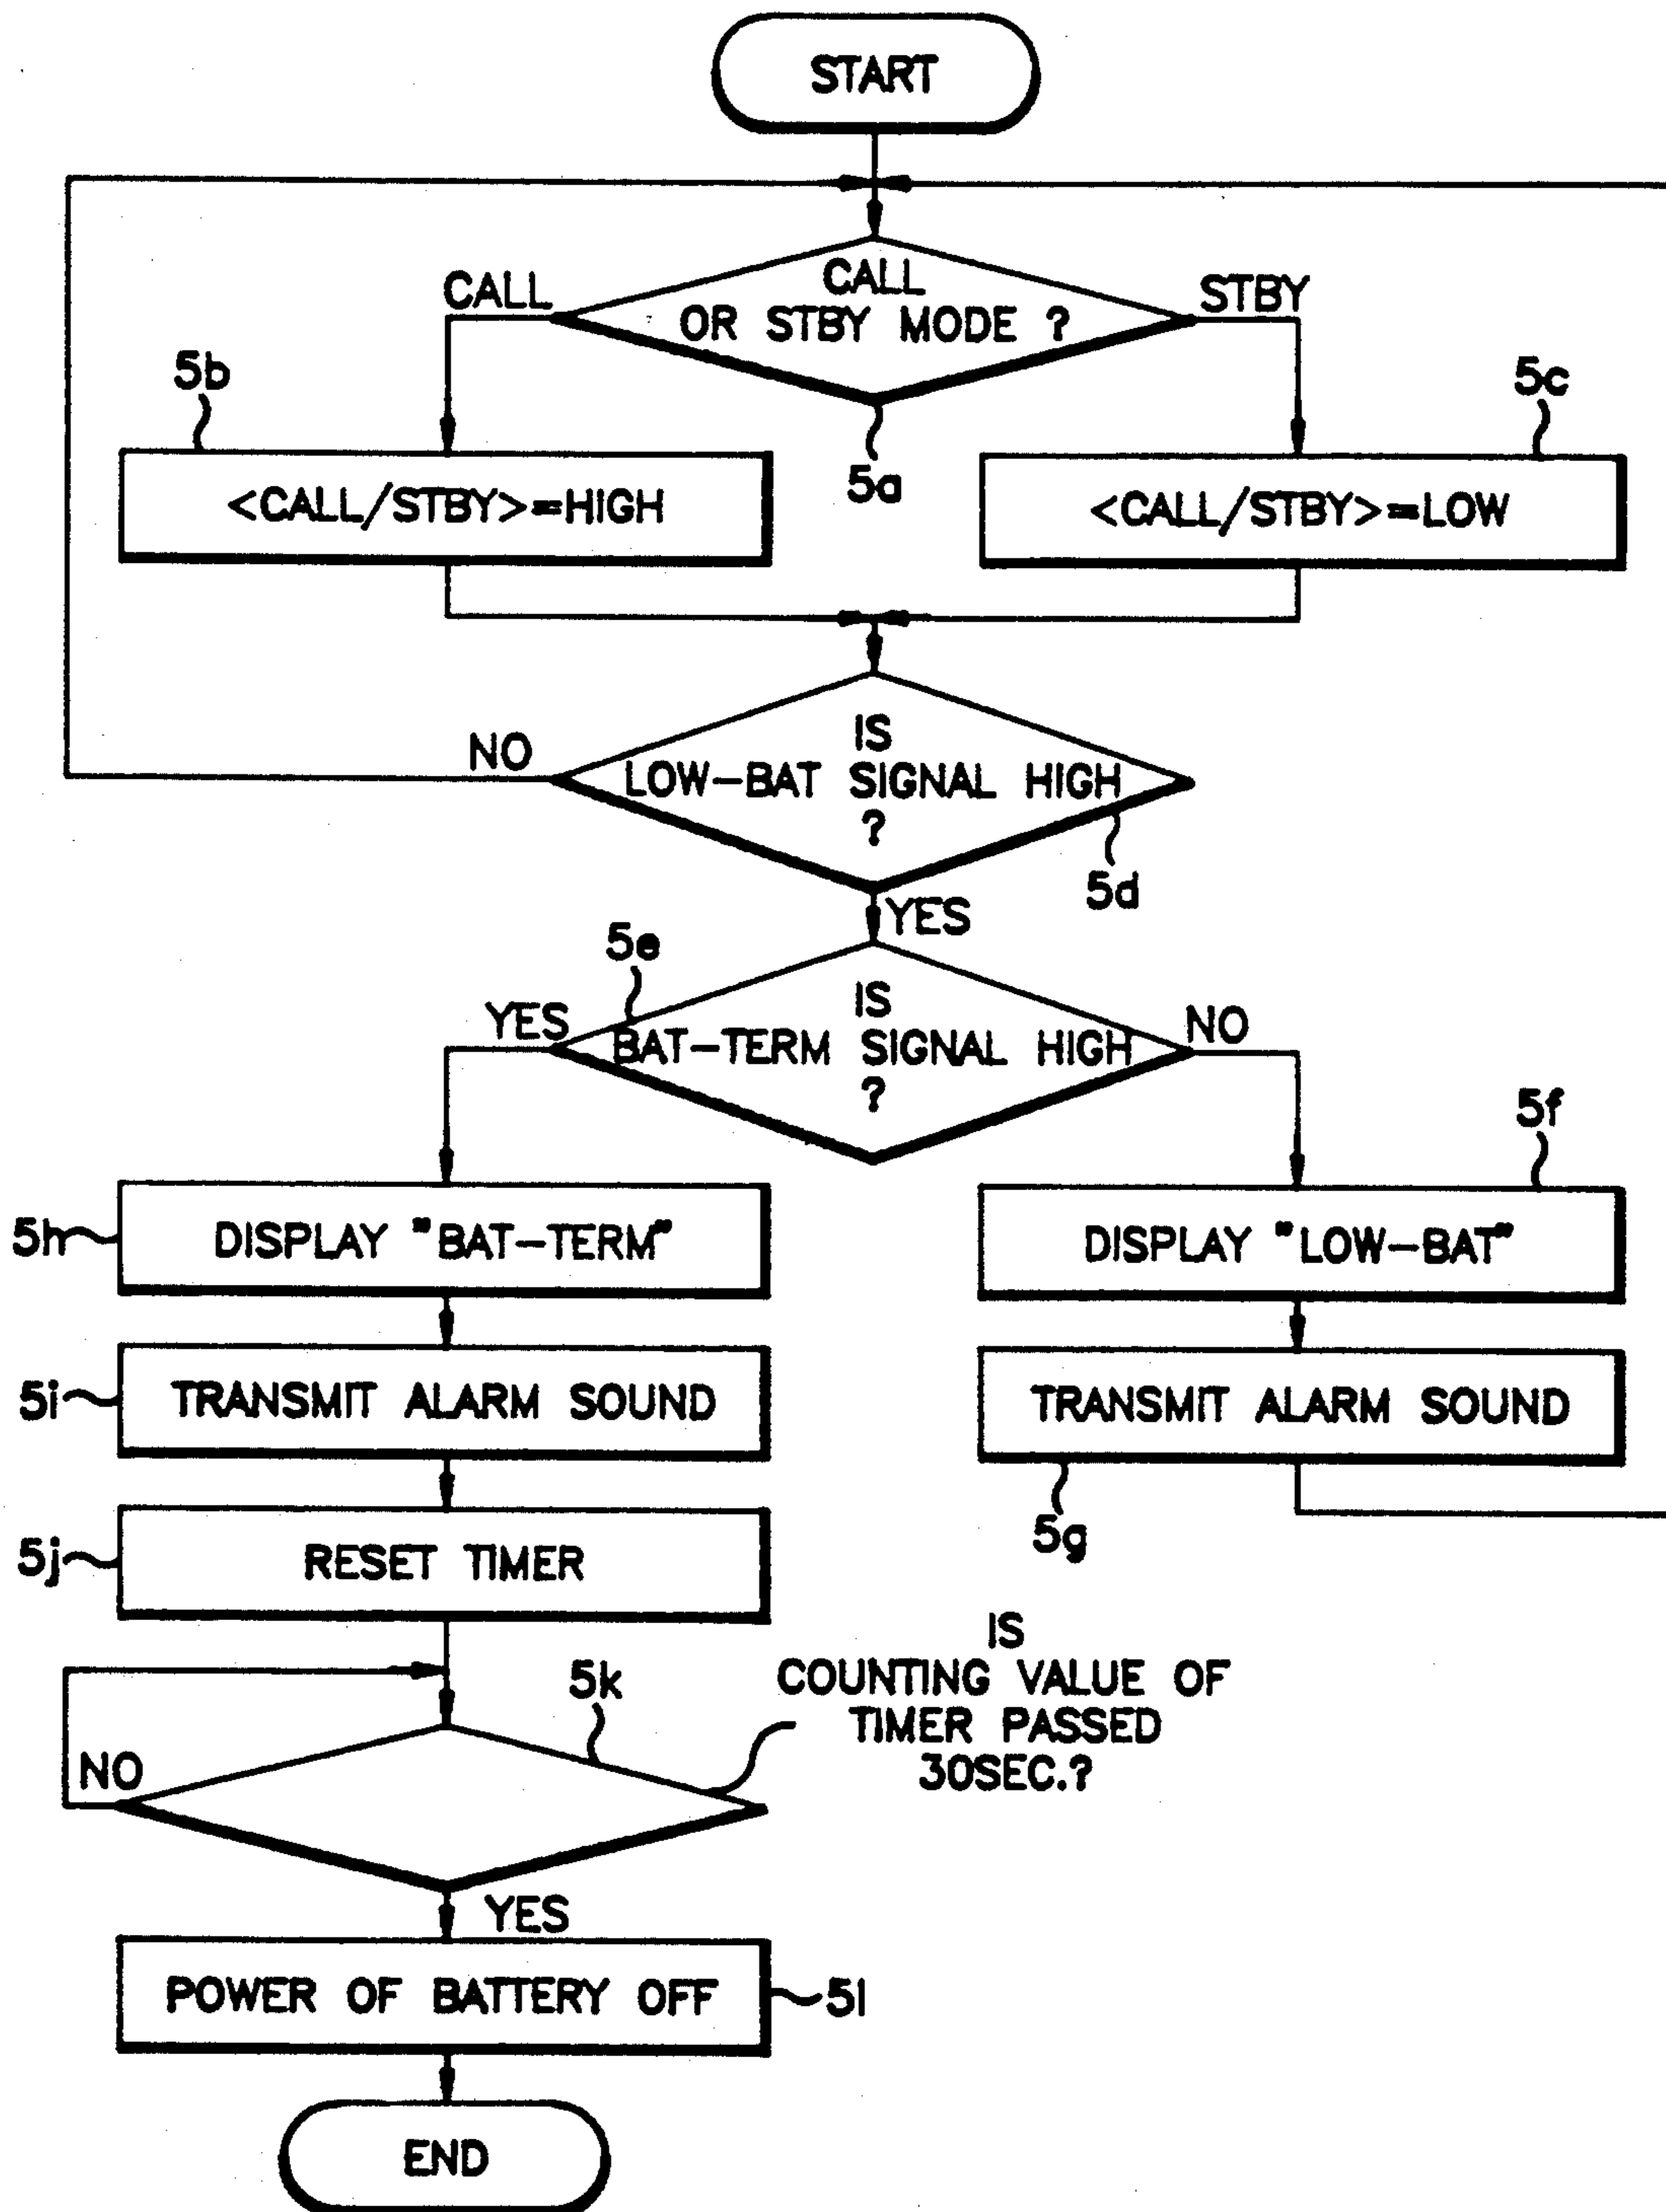 START
CALL
OR STBY MODE ?
CALL
STBY
5a
5b
<CALL/STBY>=HIGH
5c
<CALL/STBY>=LOW
IS
LOW-BAT SIGNAL HIGH
?
NO
5d
YES
5e
IS
BAT-TERM SIGNAL HIGH
?
YES
NO
5f
5h
DISPLAY "BAT-TERM"
DISPLAY "LOW-BAT"
5i
TRANSMIT ALARM SOUND
TRANSMIT ALARM SOUND
5g
5j
RESET TIMER
IS
COUNTING VALUE OF
TIMER PASSED
30SEC.?
5k
NO
YES
POWER OF BATTERY OFF
5l
END